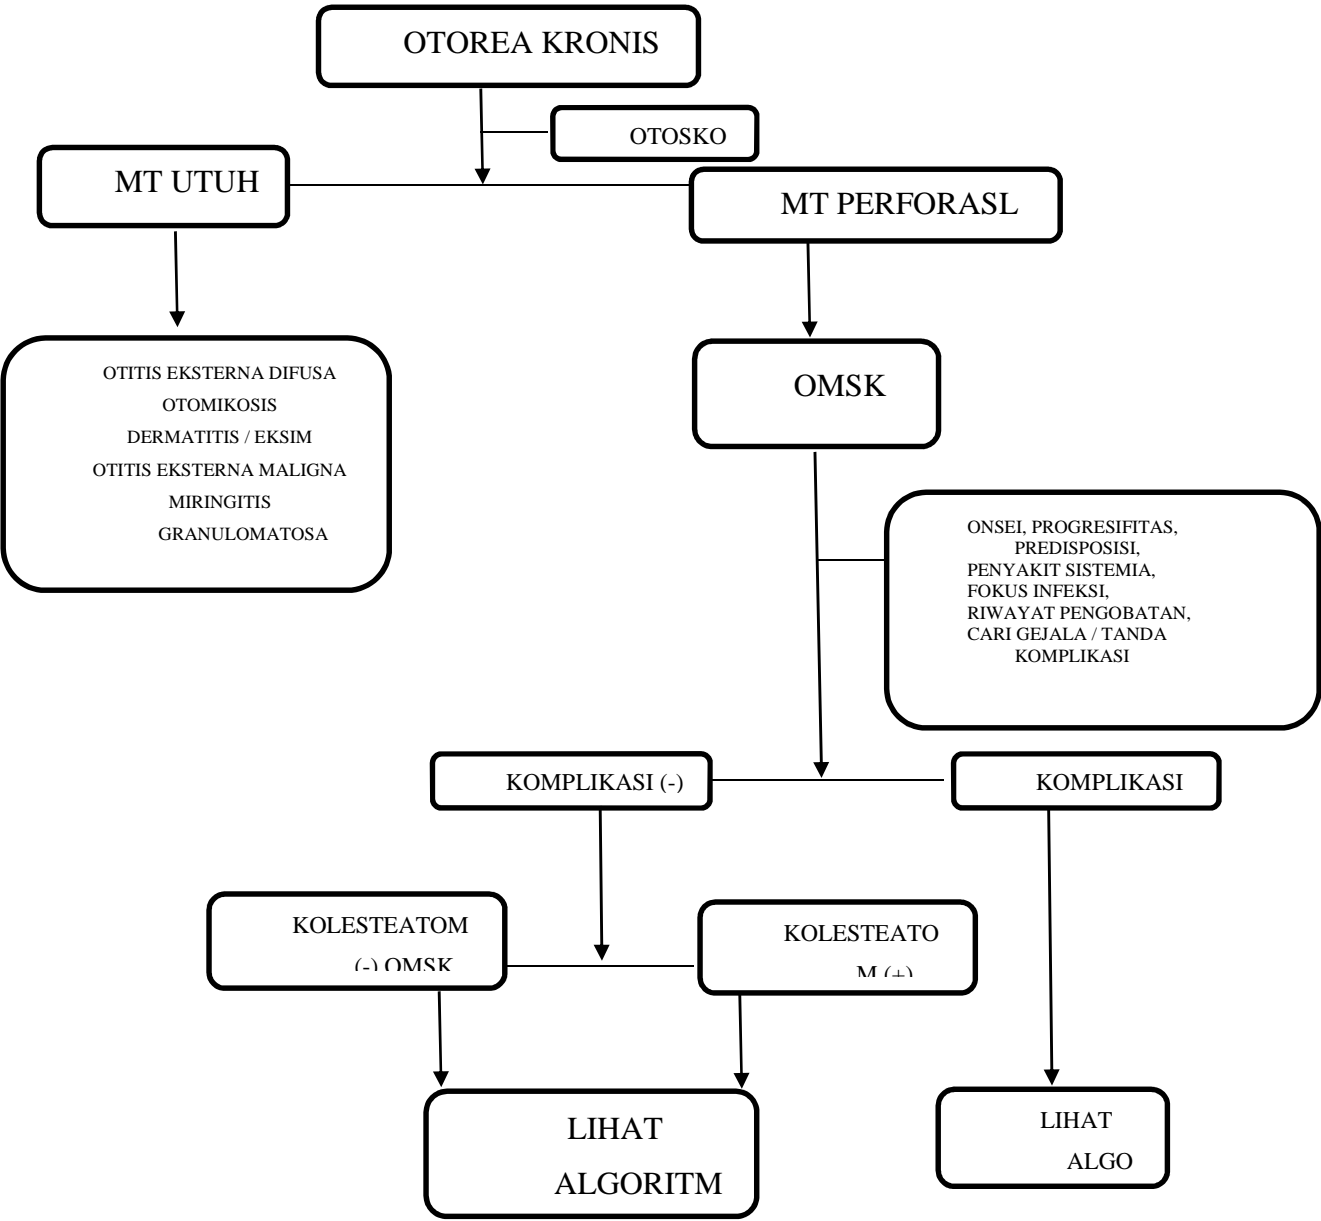 OTOREA KRONIS
OTOSKO
MT UTUH
MT PERFORASL
OTITIS EKSTERNA DIFUSA
OTOMIKOSIS
DERMATITIS / EKSIM
OTITIS EKSTERNA MALIGNA
MIRINGITIS
GRANULOMATOSA
OMSK
ONSEI, PROGRESIFITAS,
PREDISPOSISI,
PENYAKIT SISTEMIA,
FOKUS INFEKSI,
RIWAYAT PENGOBATAN,
CARI GEJALA / TANDA
KOMPLIKASI
KOMPLIKASI (-)
KOMPLIKASI
KOLESTEATOM
(-) OMSK
KOLESTEATO
M (+)
LIHAT
ALGORITM
LIHAT
ALGO